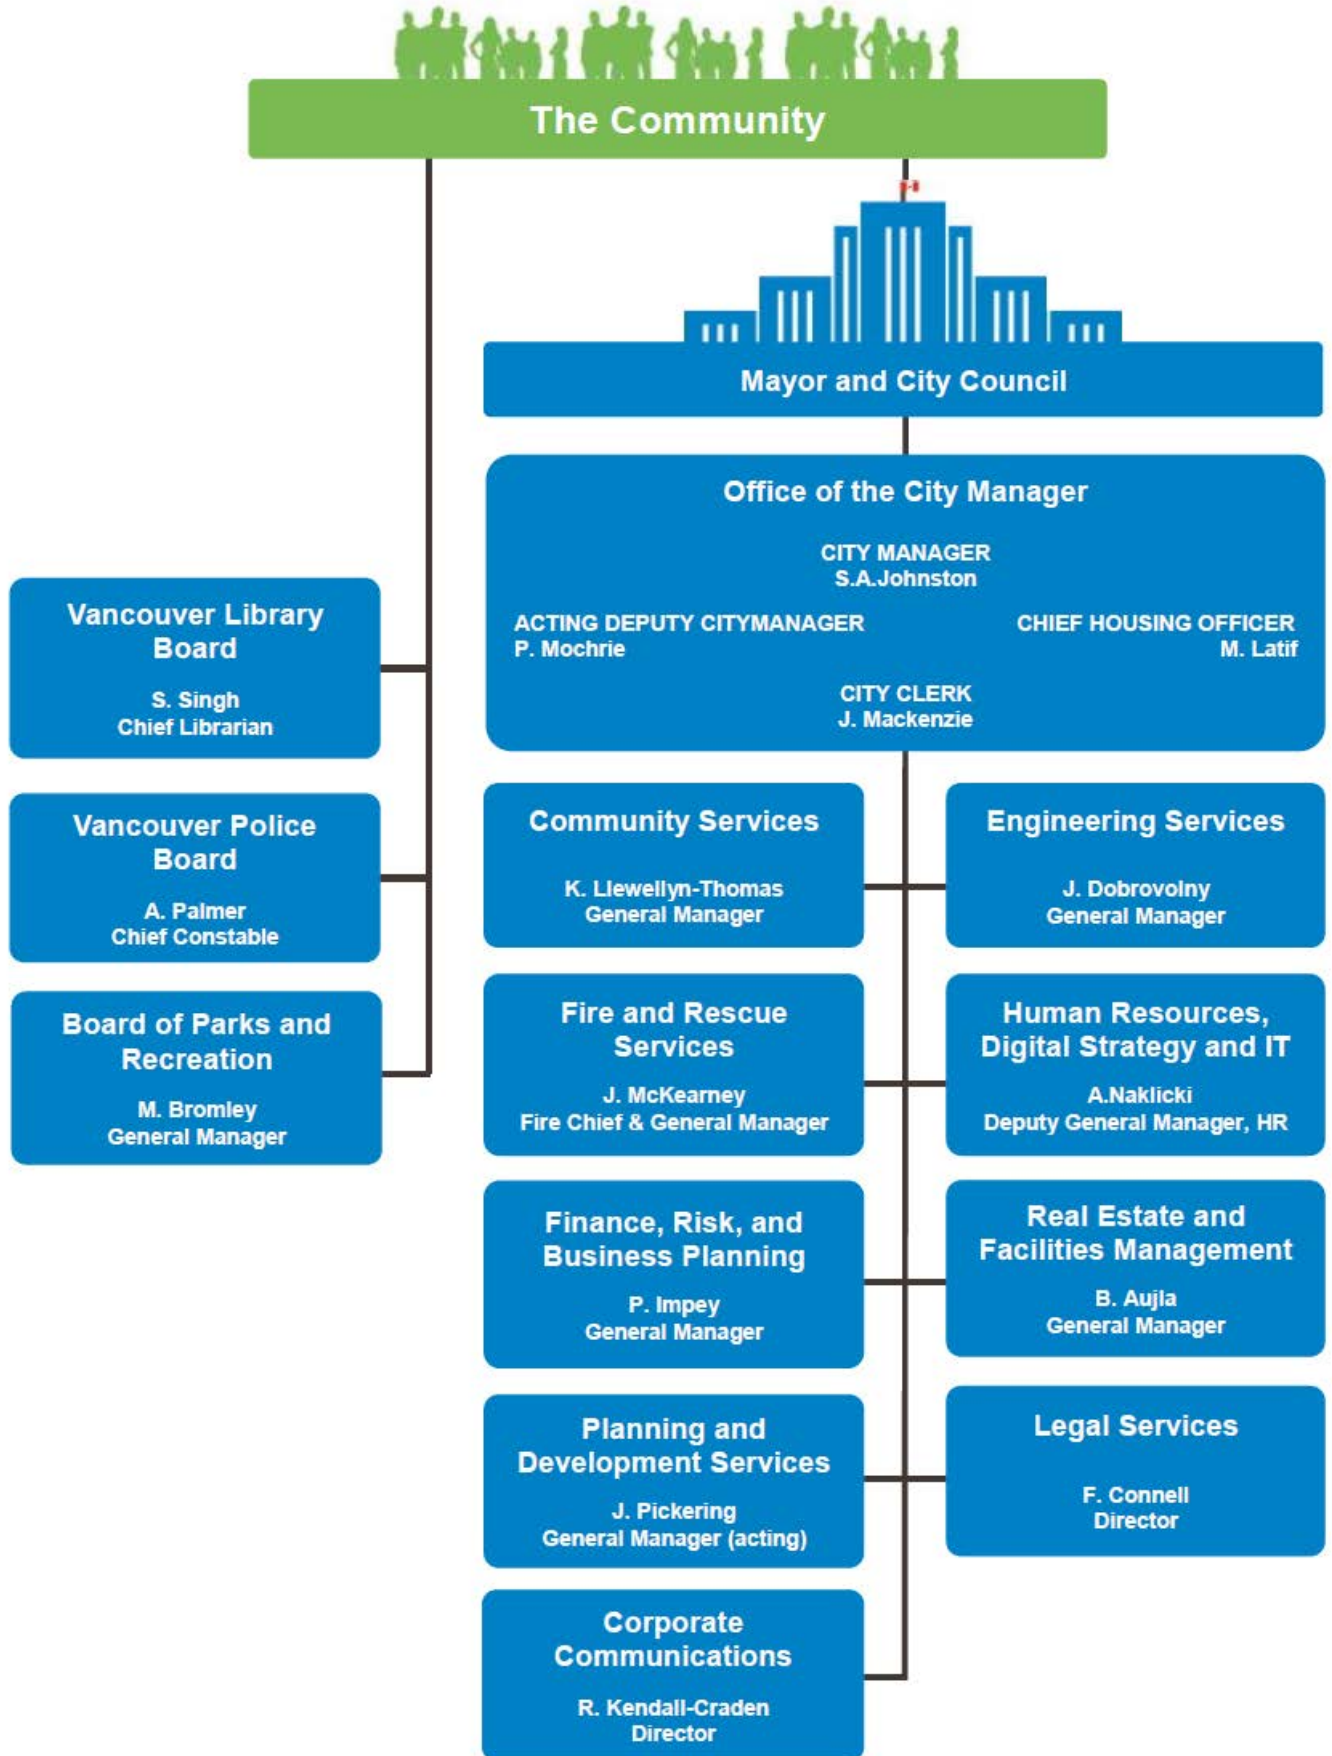 The Community
Mayor and City Council
Office of the City Manager
CITY MANAGER
S.A.Johnston
ACTING DEPUTY CITYMANAGER
P. Mochrie
CHIEF HOUSING OFFICER
M. Latif
CITY CLERK
J. Mackenzie
Vancouver Library
Board
S. Singh
Chief Librarian
Vancouver Police
Board
A. Palmer
Chief Constable
Board of Parks and
Recreation
M. Bromley
General Manager
Community Services
K. Llewellyn-Thomas
General Manager
Engineering Services
J. Dobrovolny
General Manager
Fire and Rescue
Services
J. McKearney
Fire Chief & General Manager
Human Resources,
Digital Strategy and IT
A.Naklicki
Deputy General Manager, HR
Finance, Risk, and
Business Planning
P. Impey
General Manager
Real Estate and
Facilities Management
B. Aujla
General Manager
Planning and
Development Services
J. Pickering
General Manager (acting)
Legal Services
F. Connell
Director
Corporate
Communications
R. Kendall-Craden
Director